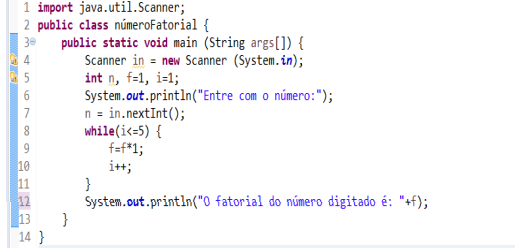 1 import java.util.Scanner;
2 public class númeroFatorial {
3 public static void main (String args[]) {
4 Scanner in = new Scanner (System.in);
5 int n, f=1, i=1;
6 System.out.println("Entre com o número:");
7 n = in.nextInt();
8 while(i<=5) {
9 f=f*1;
10 i++;
11 }
12 System.out.println("O fatorial do número digitado é: "+f);
13 }
14 }